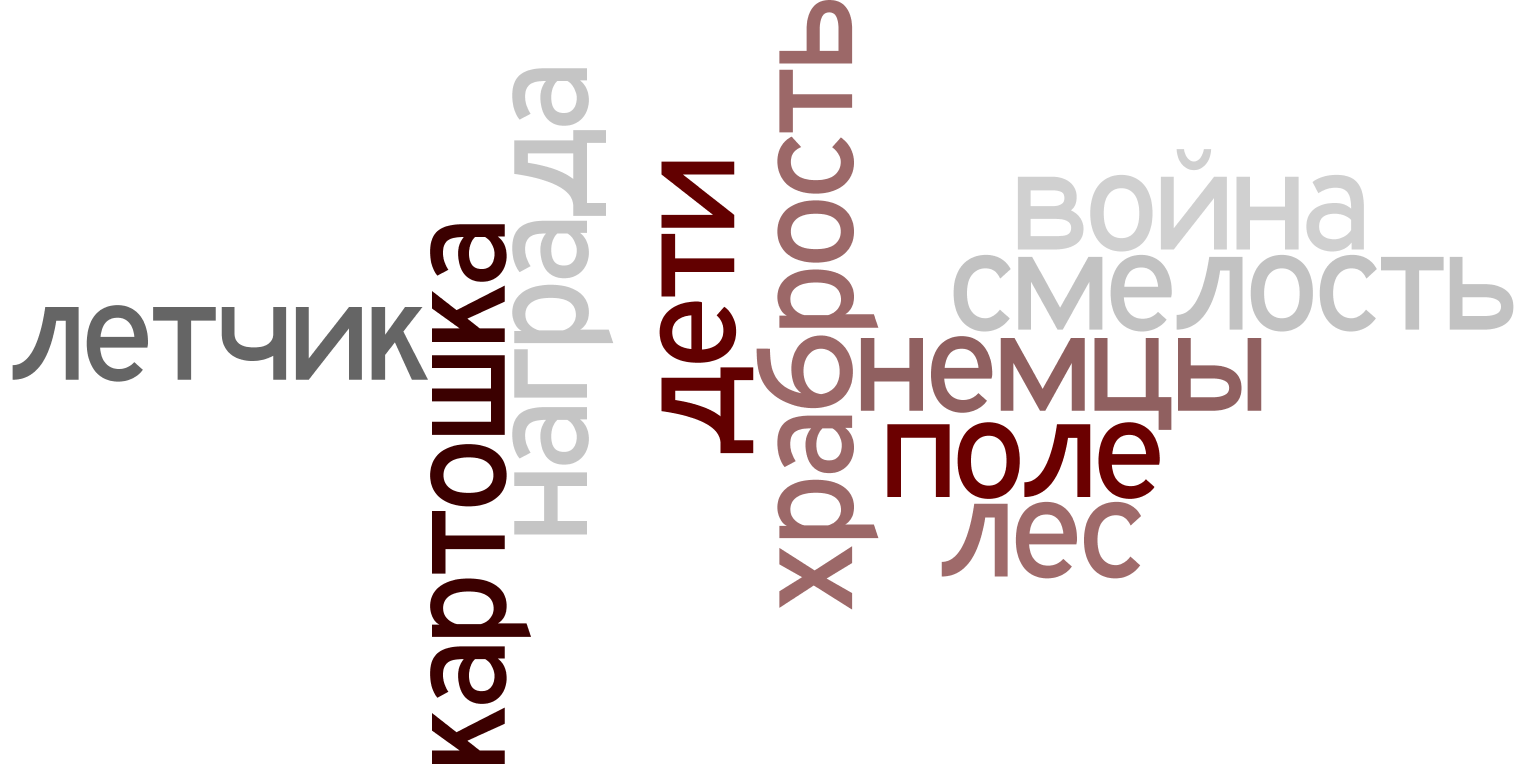 летчик
картошка
награда
дети
храбрость
война
смелость
немцы
поле
лес